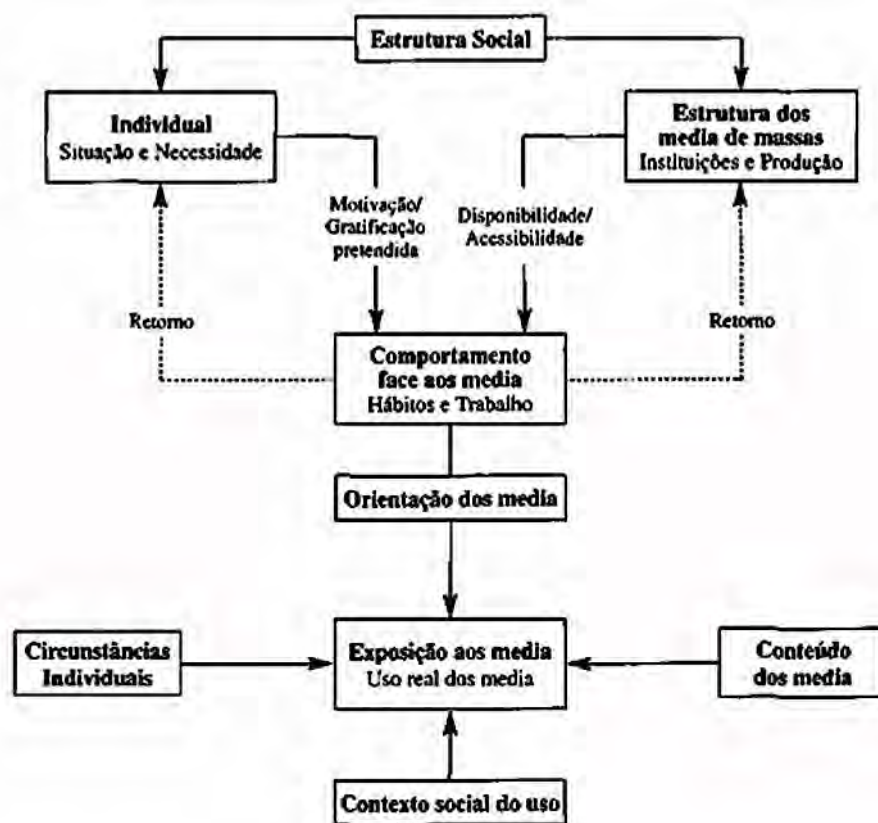 Estrutura Social
Individual
Situação e Necessidade
Estrutura dos
media de massas
Instituições e Produção
Motivação/
Gratificação
pretendida
Disponibilidade/
Acessibilidade
Retorno
Retorno
Comportamento
face aos media
Hábitos e Trabalho
Orientação dos media
Circunstâncias
Individuais
Exposição aos media
Uso real dos media
Conteúdo
dos media
Contexto social do uso